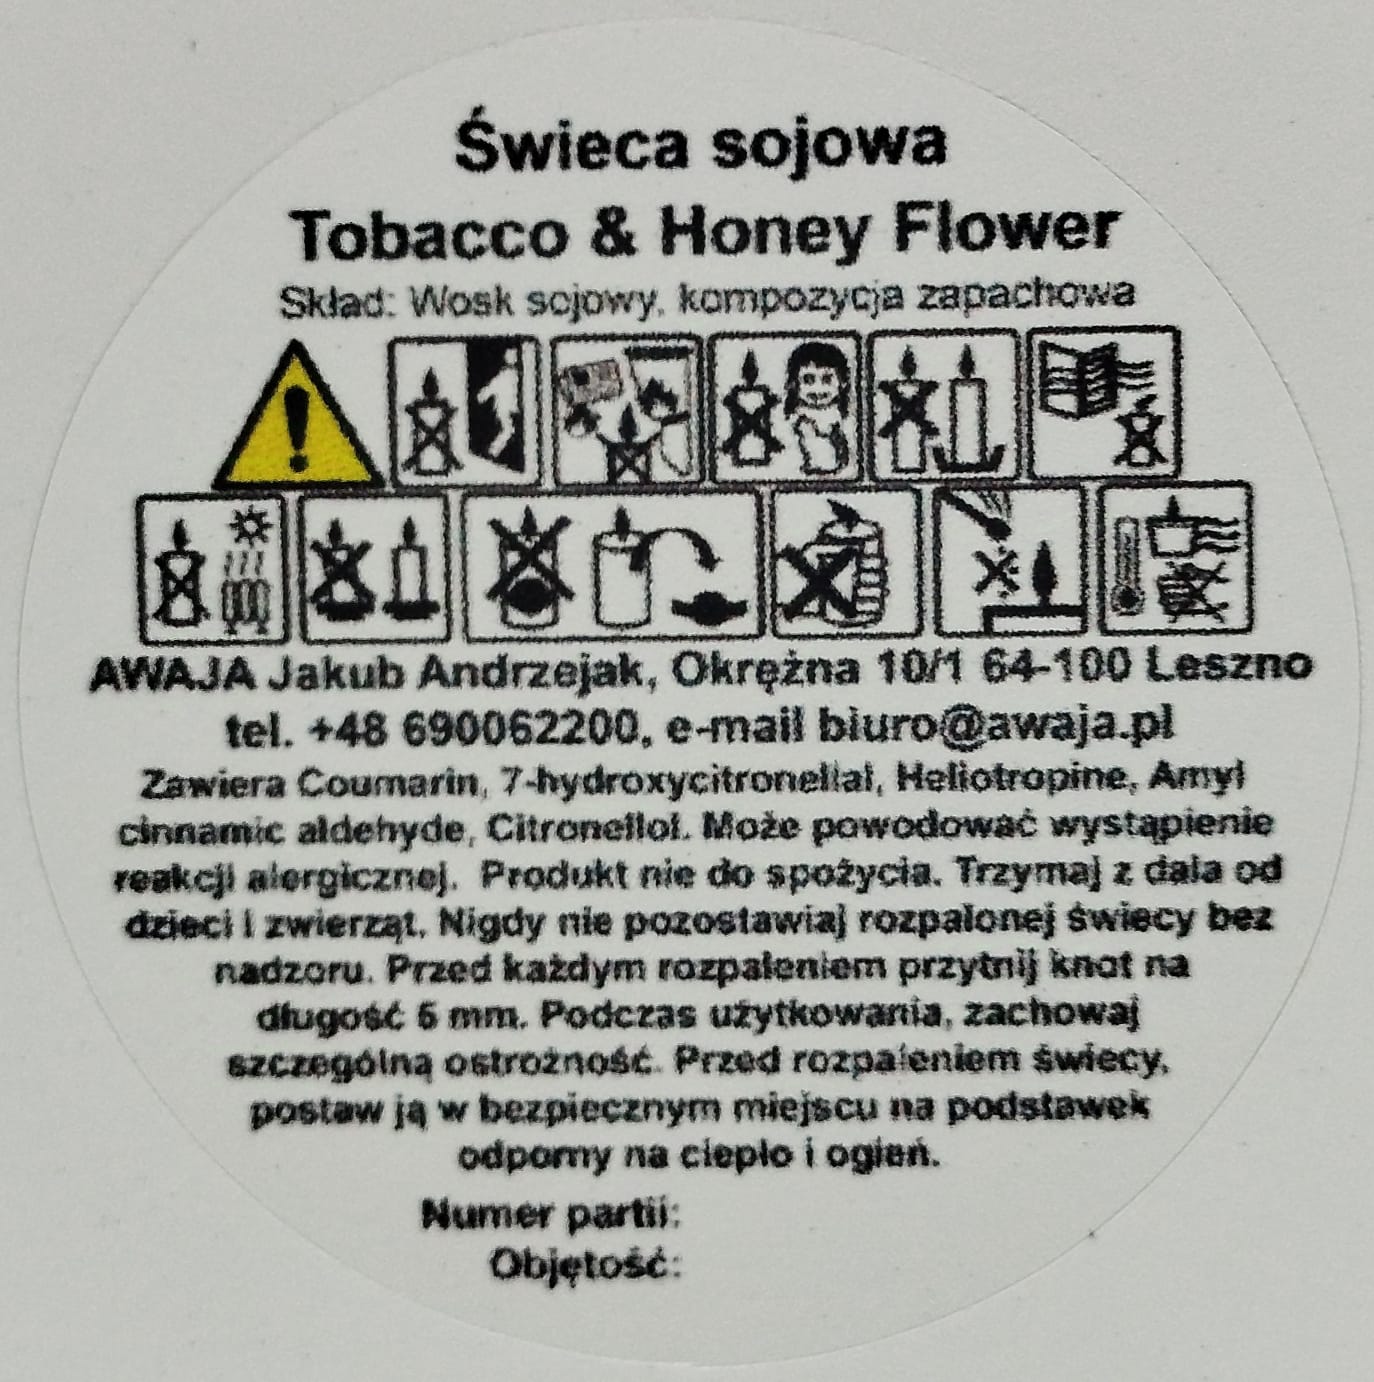 Świeca sojowa
Tobacco & Honey Flower
Skład: Wosk sojowy, kompozycja zapachowa
AWAJA Jakub Andrzejak, Okrężna 10/1 64-100 Leszno
tel. +48 690062200, e-mail biuro@awaja.pl
Zawiera Coumarin, 7-hydroxycitronellal, Heliotropine, Amyl
cinnamic aldehyde, Citronellol. Może powodować wystąpienie
reakcji alergicznej. Produkt nie do spożycia. Trzymaj z dala od
dzieci i zwierząt. Nigdy nie pozostawiaj rozpalonej świecy bez
nadzoru. Przed każdym rozpaleniem przytnij knot na
długość 5 mm. Podczas użytkowania, zachowaj
szczególną ostrożność. Przed rozpaleniem świecy,
postaw ją w bezpiecznym miejscu na podstawek
odporny na ciepło i ogień.
Numer partii:
Objętość: